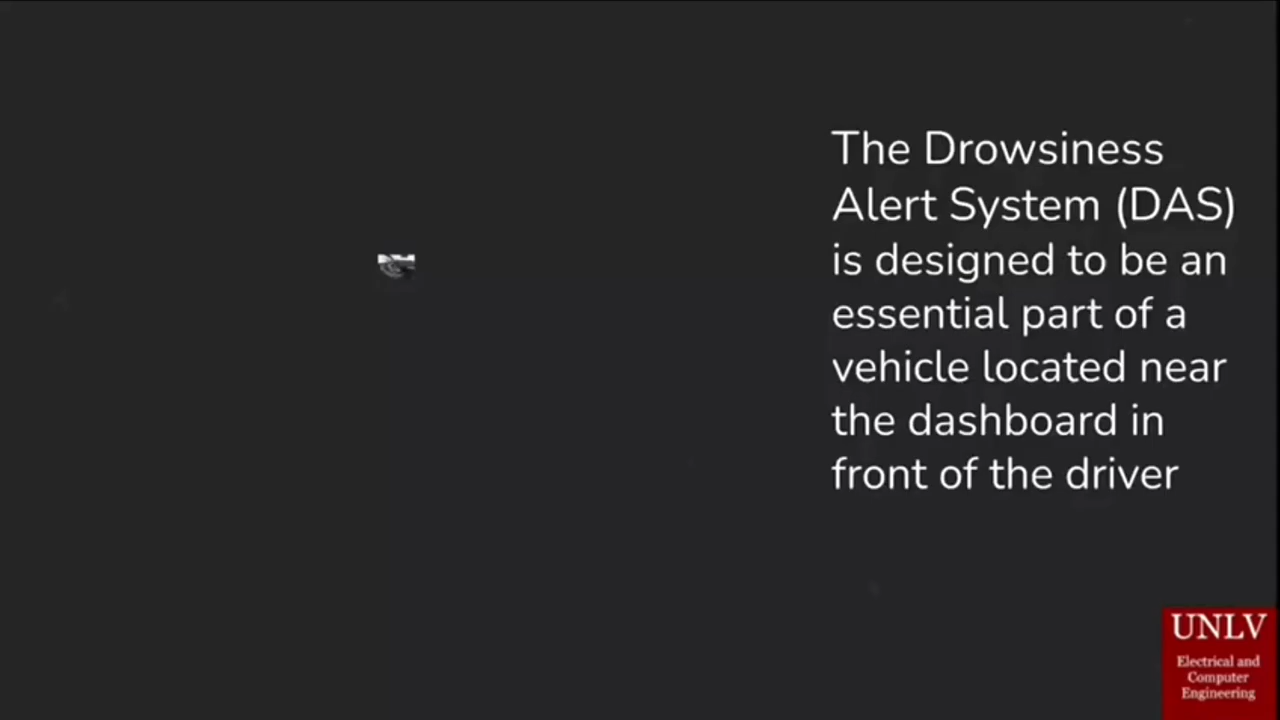 The Drowsiness
Alert System (DAS)
is designed to be an
essential part of a
vehicle located near
the dashboard in
front of the driver
UNLV
Electrical and
Computer
Engineering